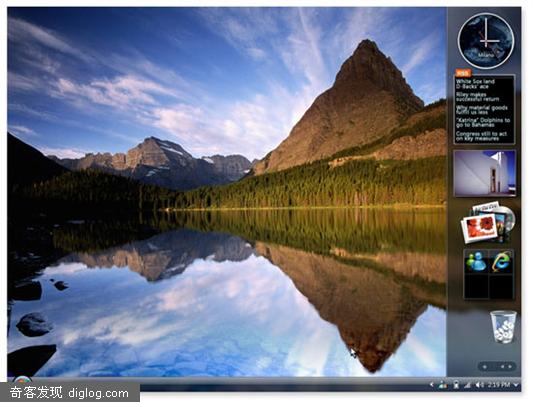 Milano
RSS
White Sox land
D-Backs' ace
Riley makes
successful return
Why material goods
fulfill us less
"Katrina" Dolphins to
go to Bahamas
Congress still to act
on key measures
2:19 PM
奇客发现 diglog.com